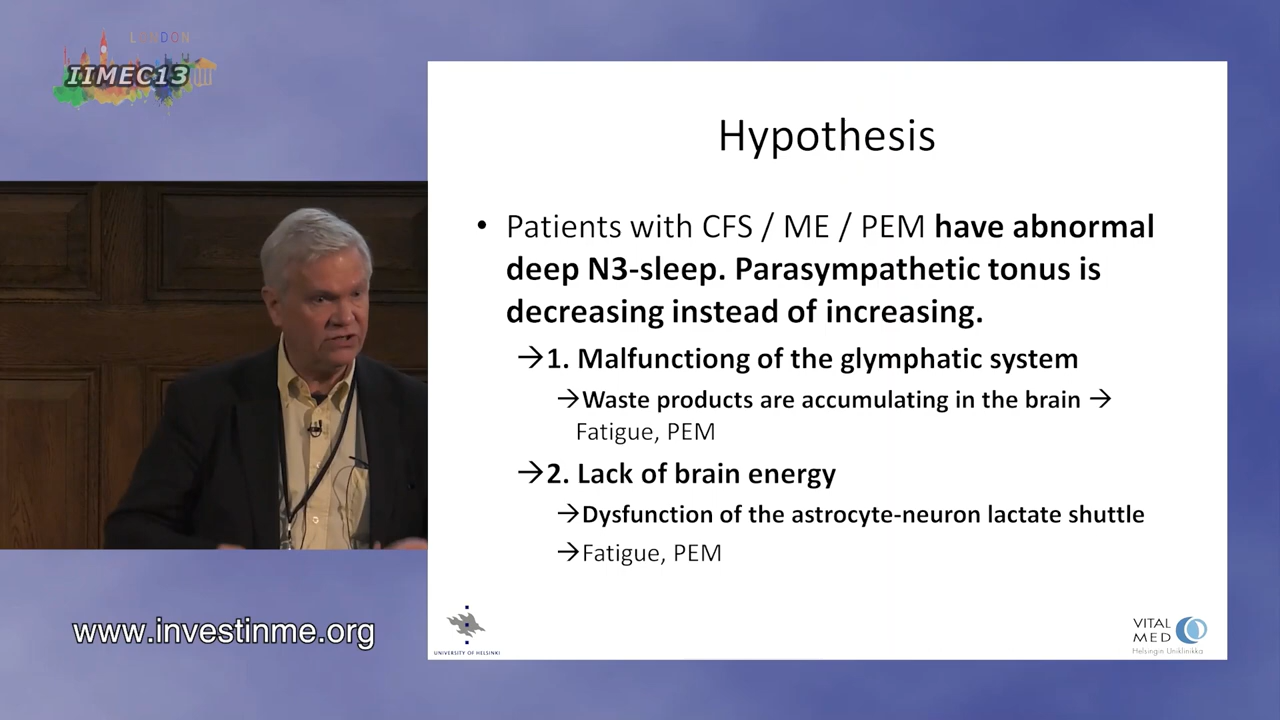 LONDON
IIMEC13
Hypothesis
• Patients with CFS / ME / PEM have abnormal
deep N3-sleep. Parasympathetic tonus is
decreasing instead of increasing.
→1. Malfunctiong of the glymphatic system
→Waste products are accumulating in the brain →
Fatigue, PEM
→2. Lack of brain energy
→Dysfunction of the astrocyte-neuron lactate shuttle
→Fatigue, PEM
www.investinme.org
UNIVERSITY OF HELSINKI
VITAL
MED
Helsingin Uniklinikka